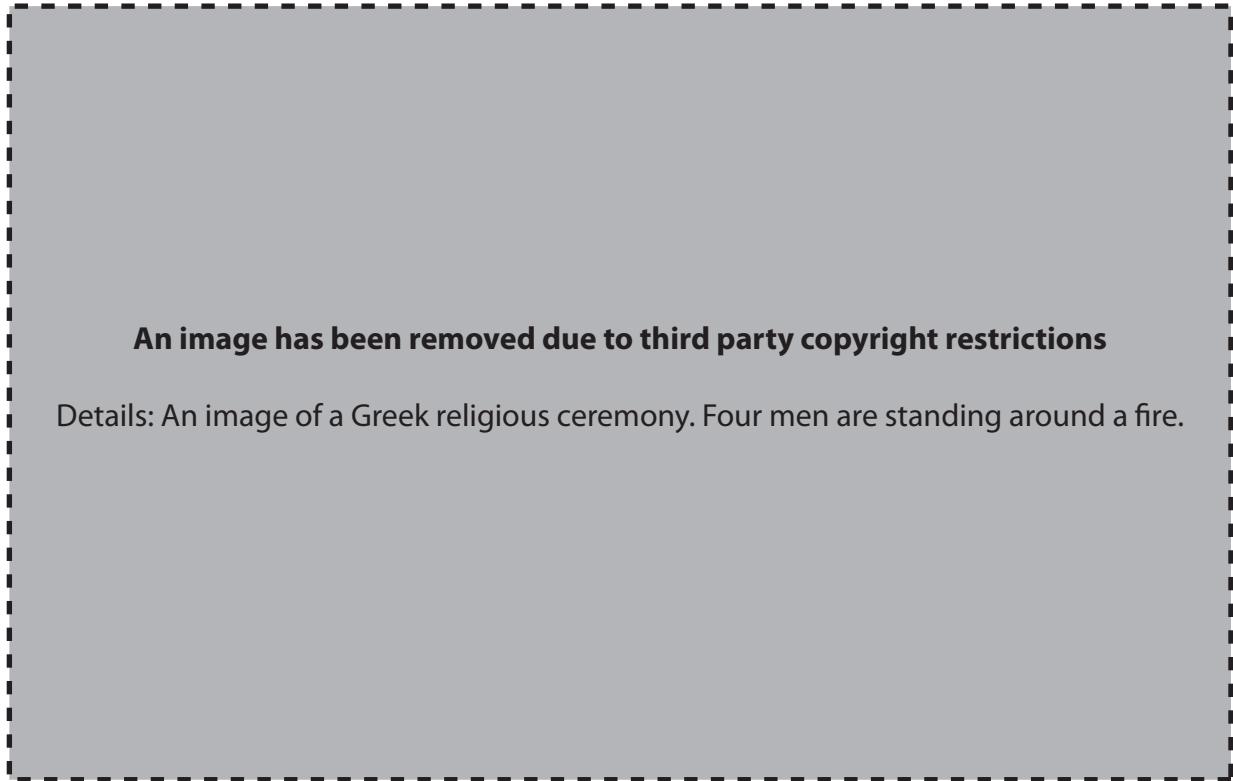 An image has been removed due to third party copyright restrictions
Details: An image of a Greek religious ceremony. Four men are standing around a fire.